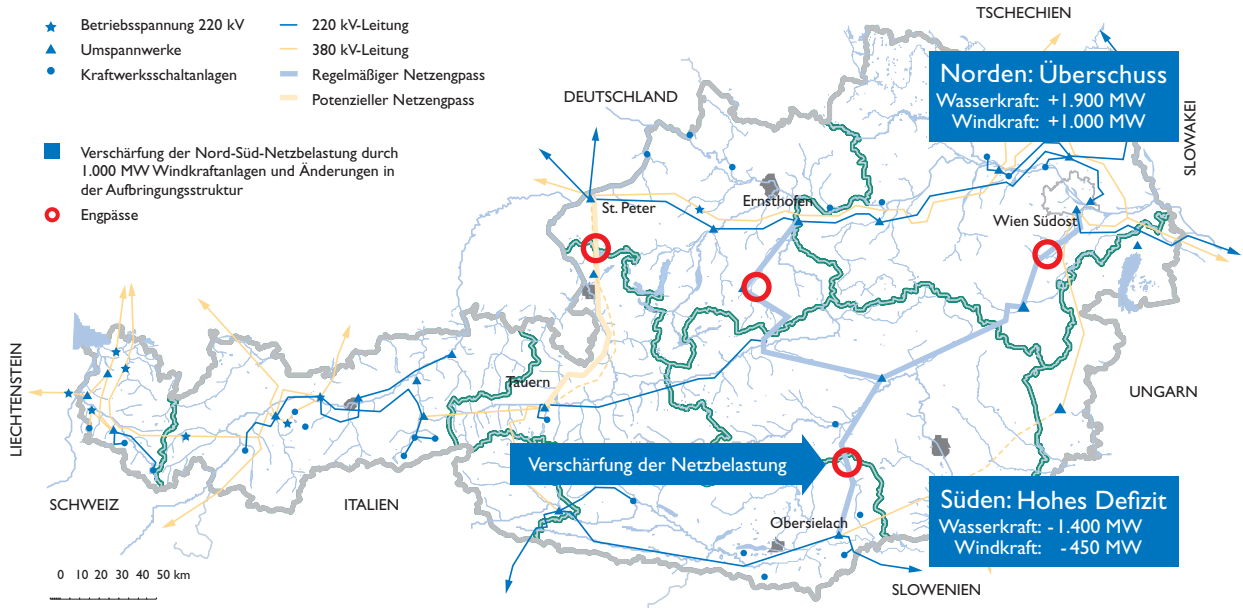 Betriebsspannung 220 kV
Umspannwerke
Kraftwerksschaltanlagen
220 kV-Leitung
380 kV-Leitung
Regelmäßiger Netzengpass
Potenzieller Netzengpass
Verschärfung der Nord-Süd-Netzbelastung durch
1.000 MW Windkraftanlagen und Änderungen in
der Aufbringungsstruktur
Engpässe
TSCHECHIEN
Norden: Überschuss
Wasserkraft: +1.900 MW
Windkraft: +1.000 MW
DEUTSCHLAND
SLOWAKEI
St. Peter
Ernsthofen
Wien Südost
LIECHTENSTEIN
Tauern
UNGARN
Verschärfung der Netzbelastung
SCHWEIZ
ITALIEN
Obersielach
Süden: Hohes Defizit
Wasserkraft: -1.400 MW
Windkraft: -450 MW
SLOWENIEN
0 10 20 30 40 50 km